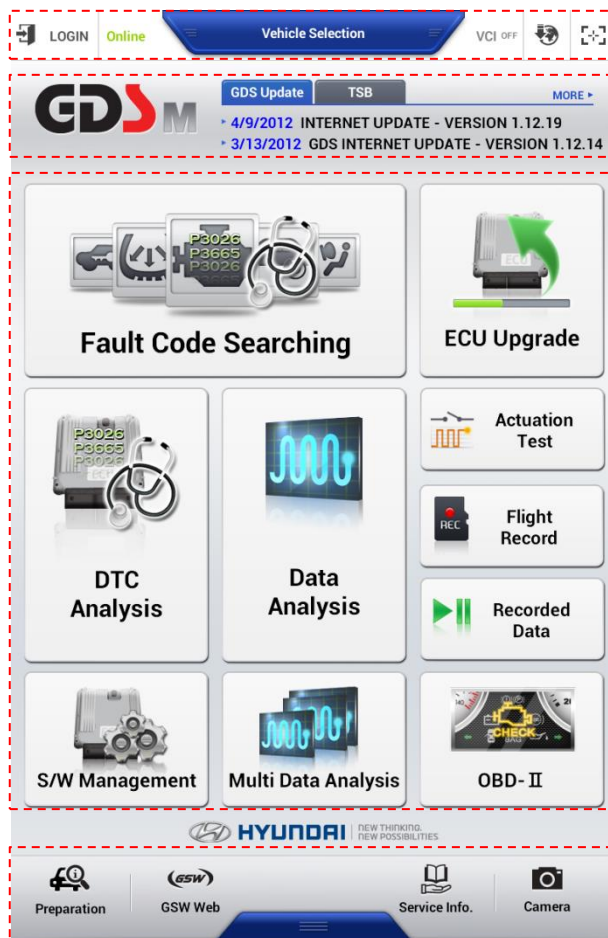 LOGIN Online Vehicle Selection VCI OFF
GDS M
GDS Update TSB MORE
4/9/2012 INTERNET UPDATE - VERSION 1.12.19
3/13/2012 GDS INTERNET UPDATE - VERSION 1.12.14
P3026
P3665
P3026
Fault Code Searching
ECU
ECU Upgrade
P3026
P3665
P3026
ECU
DTC
Analysis
Data
Analysis
Actuation
Test
REC
Flight
Record
Recorded
Data
S/W Management
Multi Data Analysis
CHECK
OBD-Ⅱ
HYUNDAI
NEW THINKING.
NEW POSSIBILITIES
Preparation
GSW
GSW Web
Service Info.
Camera